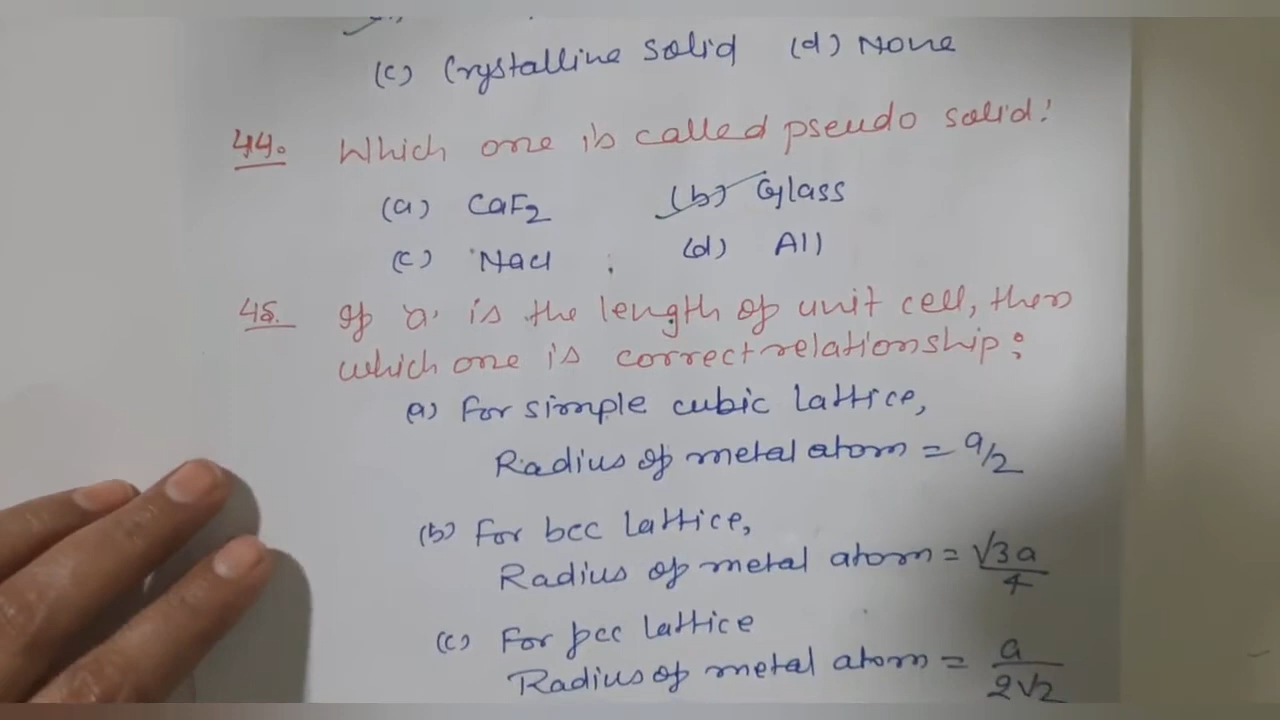 (c) Crystalline solid (d) None
44. Which one is called pseudo solid:
(a) CaF2 (b) Glass
(c) NaCl (d) All
45. If 'a' is the length of unit cell, then
which one is correct relationship:
(a) For simple cubic lattice,
Radius of metal atom = a/2
(b) For bcc lattice,
Radius of metal atom = √3a/4
(c) For fcc lattice
Radius of metal atom = a/2√2